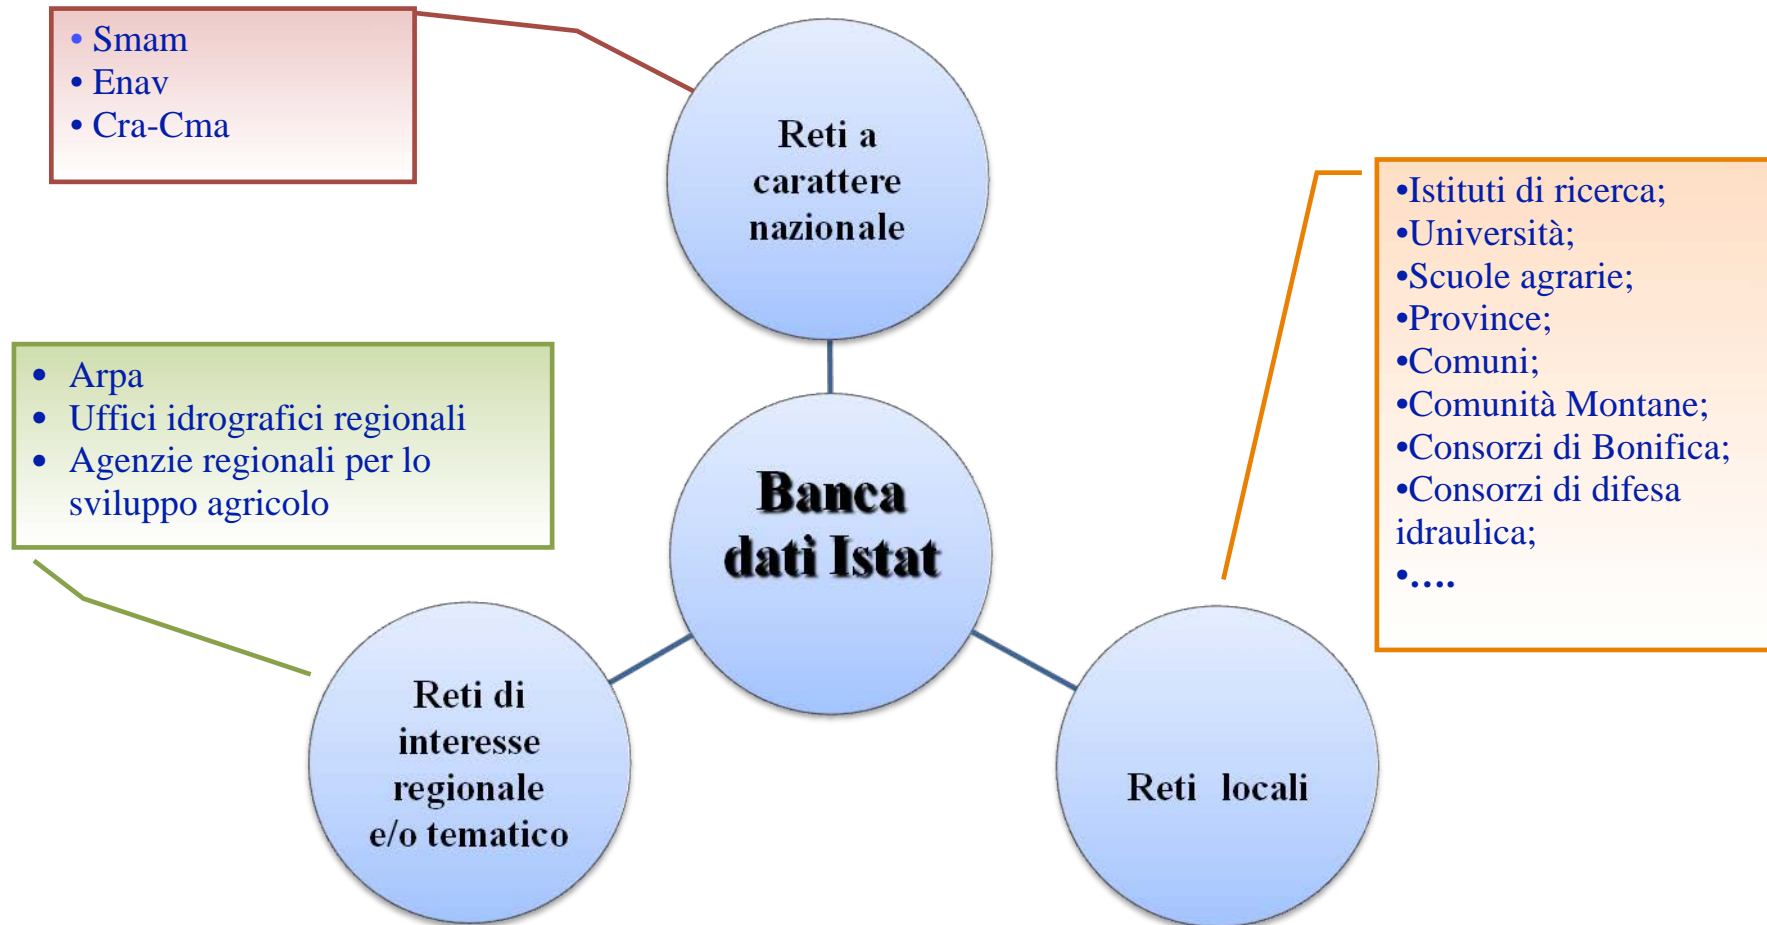 • Smam
• Enav
• Cra-Cma
Reti a
carattere
nazionale
•Istituti di ricerca;
•Università;
•Scuole agrarie;
•Province;
•Comuni;
•Comunità Montane;
•Consorzi di Bonifica;
•Consorzi di difesa
idraulica;
•....
• Arpa
• Uffici idrografici regionali
• Agenzie regionali per lo
sviluppo agricolo
Banca
dati Istat
Reti di
interesse
regionale
e/o tematico
Reti locali